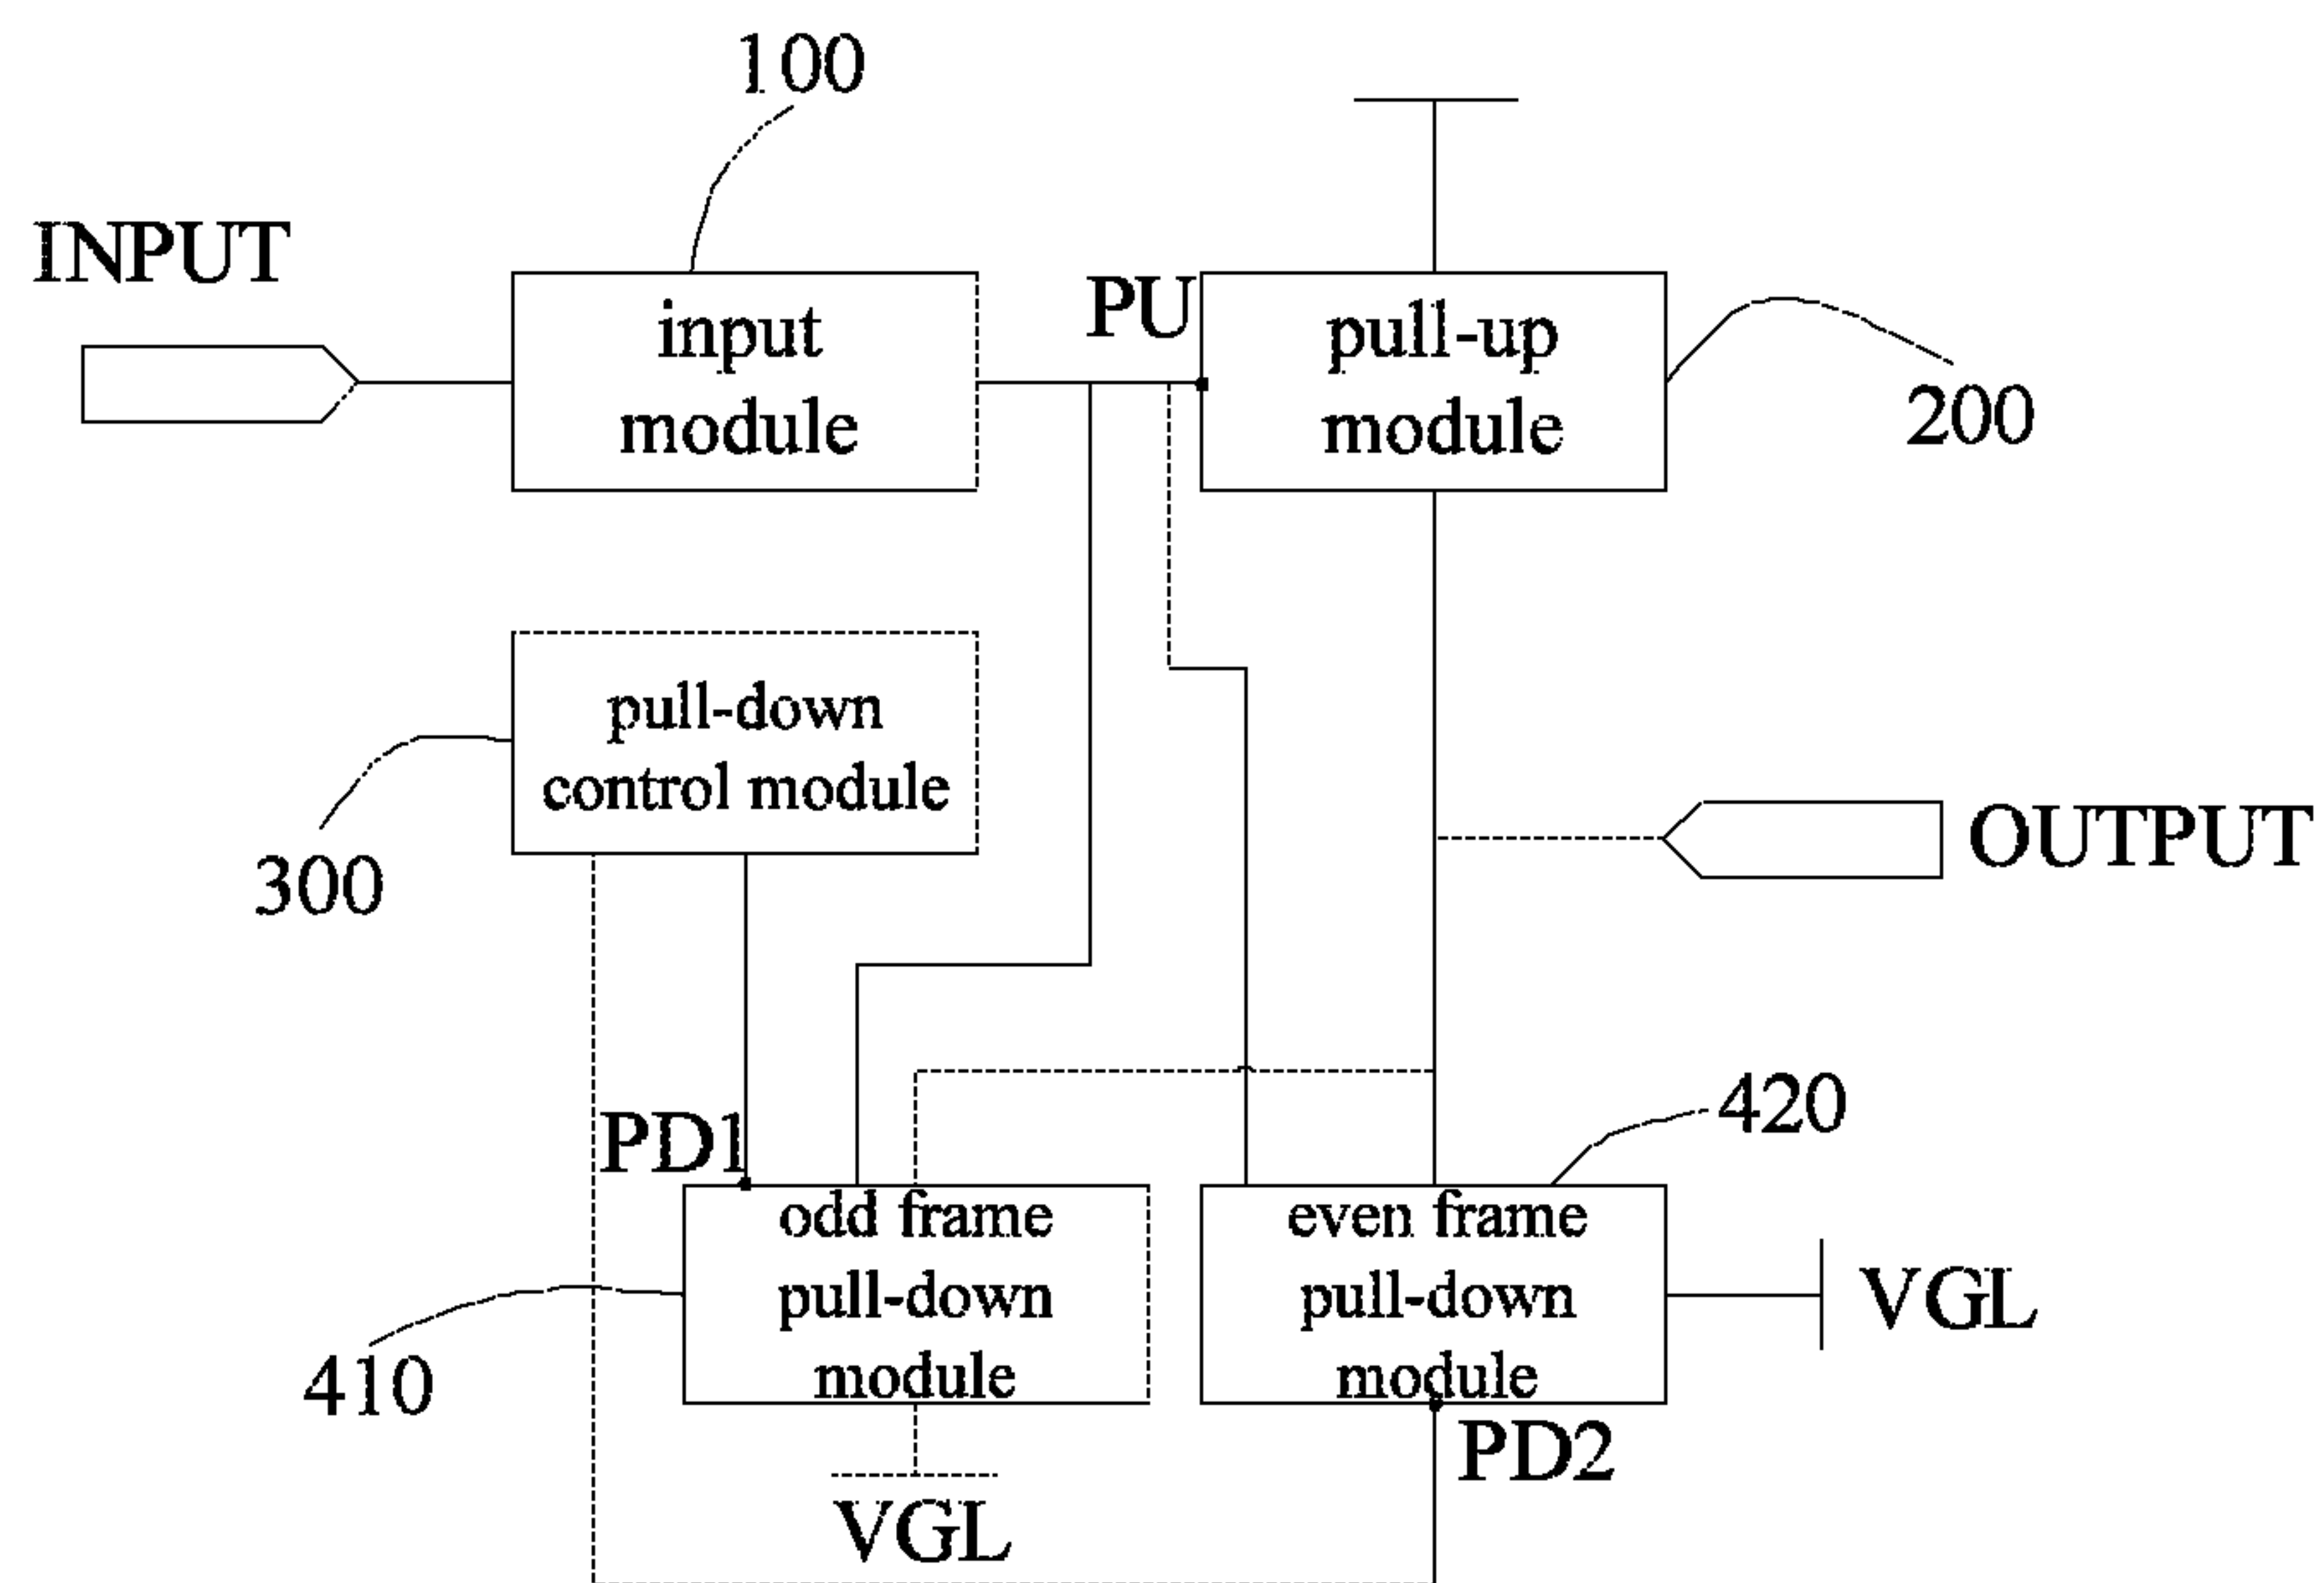 100
INPUT
input
module
PU
pull-up
module
200
pull-down
control module
300
OUTPUT
PD1
420
odd frame
pull-down
module
even frame
pull-down
module
VGL
410
PD2
VGL